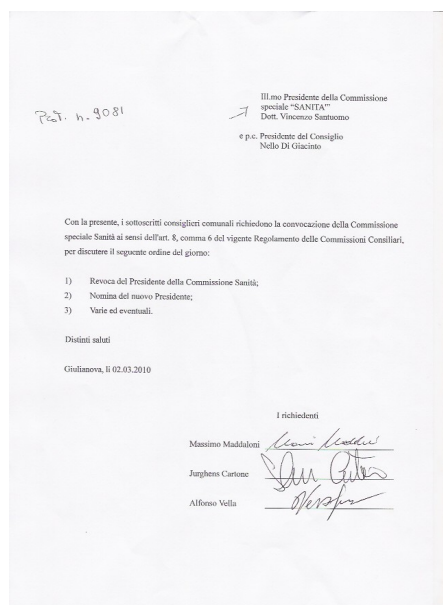 Prot. n. 9081
Ill.mo Presidente della Commissione
speciale "SANITA'"
Dott. Vincenzo Santuomo
e p.c. Presidente del Consiglio
Nello Di Giacinto
Con la presente, i sottoscritti consiglieri comunali richiedono la convocazione della Commissione
speciale Sanità ai sensi dell'art. 8, comma 6 del vigente Regolamento delle Commissioni Consiliari,
per discutere il seguente ordine del giorno:
1) Revoca del Presidente della Commissione Sanità;
2) Nomina del nuovo Presidente;
3) Varie ed eventuali.
Distinti saluti
Giulianova, li 02.03.2010
I richiedenti
Massimo Maddaloni
Jurghens Cartone
Alfonso Vella